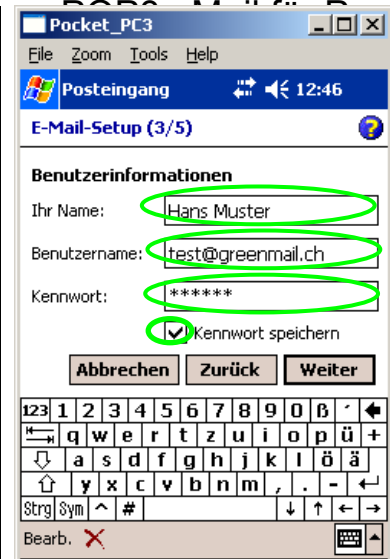 Pocket_PC3
File Zoom Tools Help
Posteingang 12:46
E-Mail-Setup (3/5)
Benutzerinformationen
Ihr Name: Hans Muster
Benutzername: test@greenmail.ch
Kennwort: ******
Kennwort speichern
Abbrechen Zurück Weiter
123 1 2 3 4 5 6 7 8 9 0 ß ´
q w e r t z u i o p ü +
a s d f g h j k l ö ä
y x c v b n m , . -
Strg Sym ^ #
Bearb.